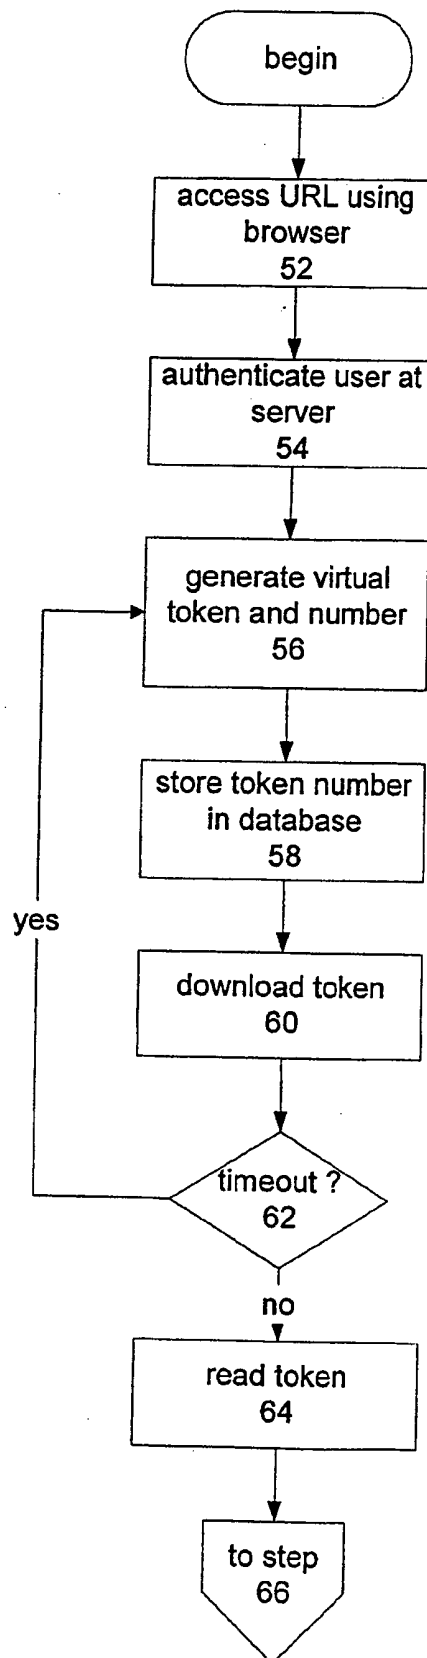 begin
access URL using
browser
52
authenticate user at
server
54
generate virtual
token and number
56
store token number
in database
58
yes
download token
60
timeout ?
62
no
read token
64
to step
66